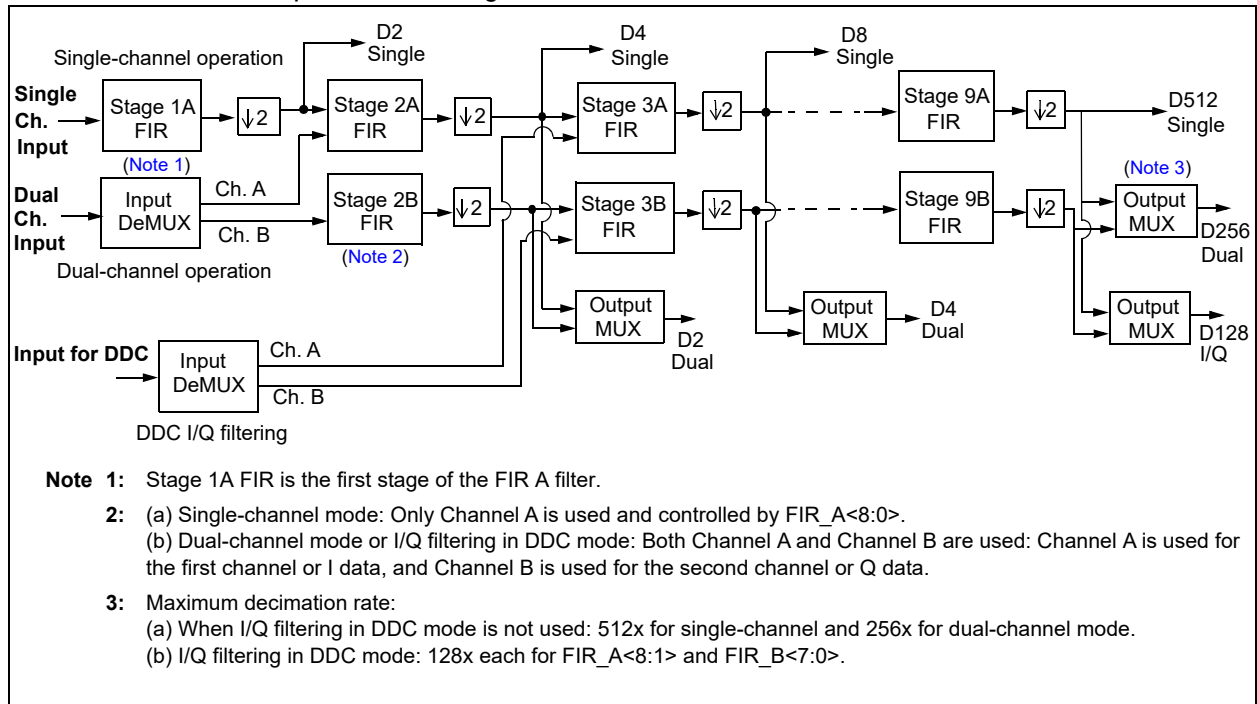 D2
Single
D4
Single
D8
Single
Single-channel operation
Single
Ch.
Input
Stage 1A
FIR
↓2
Stage 2A
FIR
↓2
Stage 3A
FIR
↓2
Stage 9A
FIR
↓2
D512
Single
(Note 1)
(Note 3)
Dual
Ch.
Input
Input
DeMUX
Ch. A
Ch. B
Stage 2B
FIR
↓2
Stage 3B
FIR
↓2
Stage 9B
FIR
↓2
Output
MUX
D256
Dual
(Note 2)
Dual-channel operation
Output
MUX
D2
Dual
Output
MUX
D4
Dual
Output
MUX
D128
I/Q
Input for DDC
Input
DeMUX
Ch. A
Ch. B
DDC I/Q filtering
Note 1: Stage 1A FIR is the first stage of the FIR A filter.
2: (a) Single-channel mode: Only Channel A is used and controlled by FIR_A<8:0>.
(b) Dual-channel mode or I/Q filtering in DDC mode: Both Channel A and Channel B are used: Channel A is used for
the first channel or I data, and Channel B is used for the second channel or Q data.
3: Maximum decimation rate:
(a) When I/Q filtering in DDC mode is not used: 512x for single-channel and 256x for dual-channel mode.
(b) I/Q filtering in DDC mode: 128x each for FIR_A<8:1> and FIR_B<7:0>.